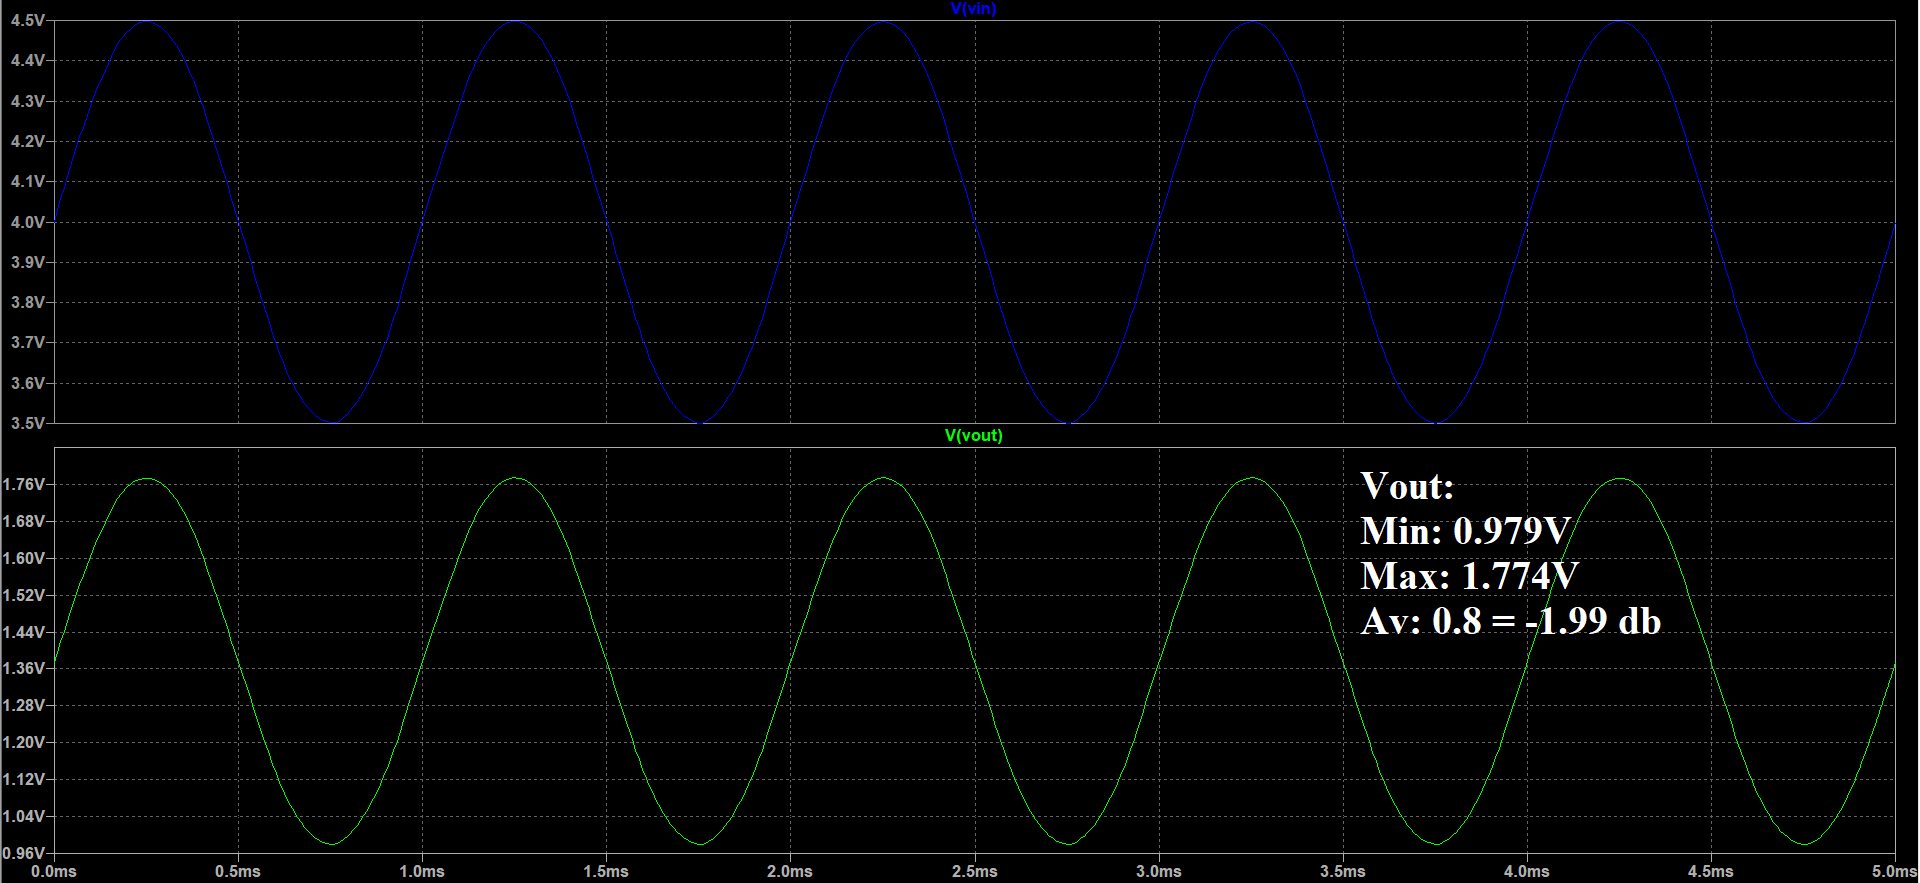 V(vin)
4.5V
4.4V
4.3V
4.2V
4.1V
4.0V
3.9V
3.8V
3.7V
3.6V
3.5V
V(vout)
1.76V
1.68V
1.60V
1.52V
1.44V
1.36V
1.28V
1.20V
1.12V
1.04V
0.96V
Vout:
Min: 0.979V
Max: 1.774V
Av: 0.8 = -1.99 db
0.0ms 0.5ms 1.0ms 1.5ms 2.0ms 2.5ms 3.0ms 3.5ms 4.0ms 4.5ms 5.0ms